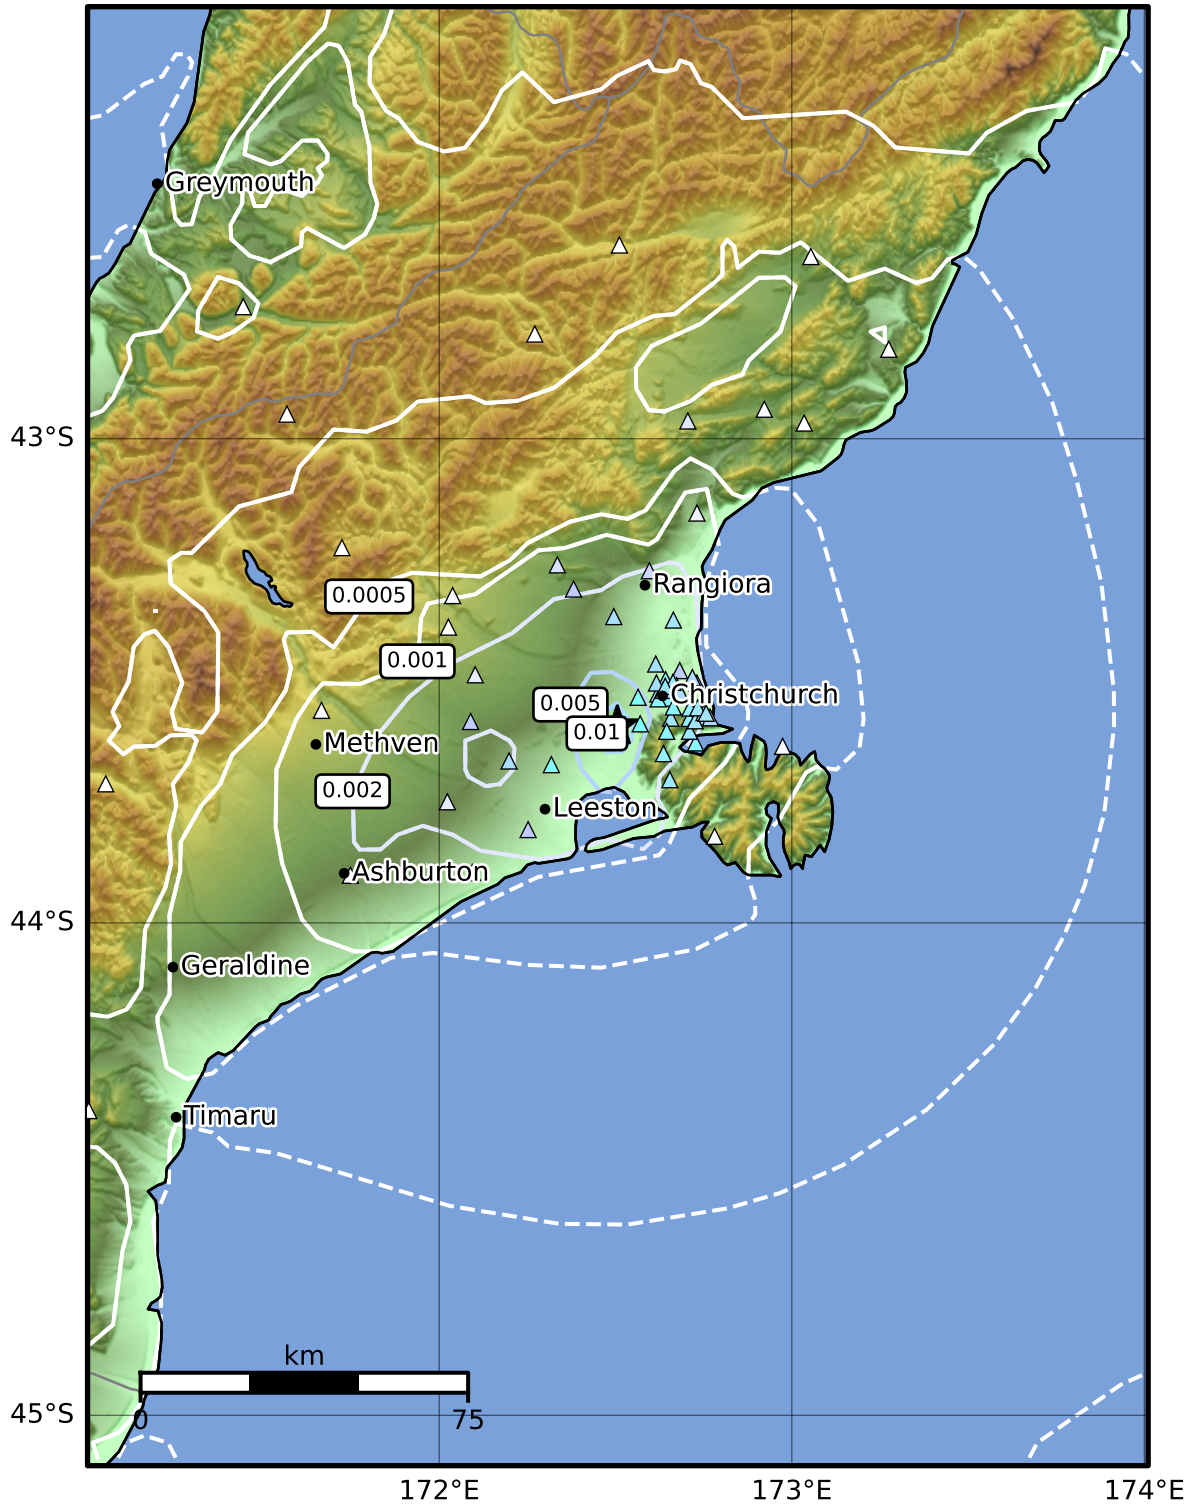 Greymouth
43°S
0.0005
Rangiora
0.001
0.005
Christchurch
0.01
Methven
0.002
Leeston
Ashburton
44°S
Geraldine
Timaru
km
0
75
45°S
172°E
173°E
174°E